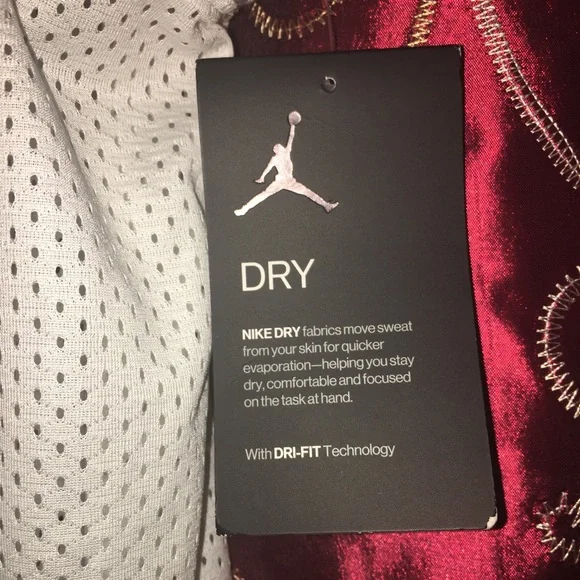 DRY
NIKE DRY fabrics move sweat
from your skin for quicker
evaporation—helping you stay
dry, comfortable and focused
on the task at hand.
With DRI-FIT Technology